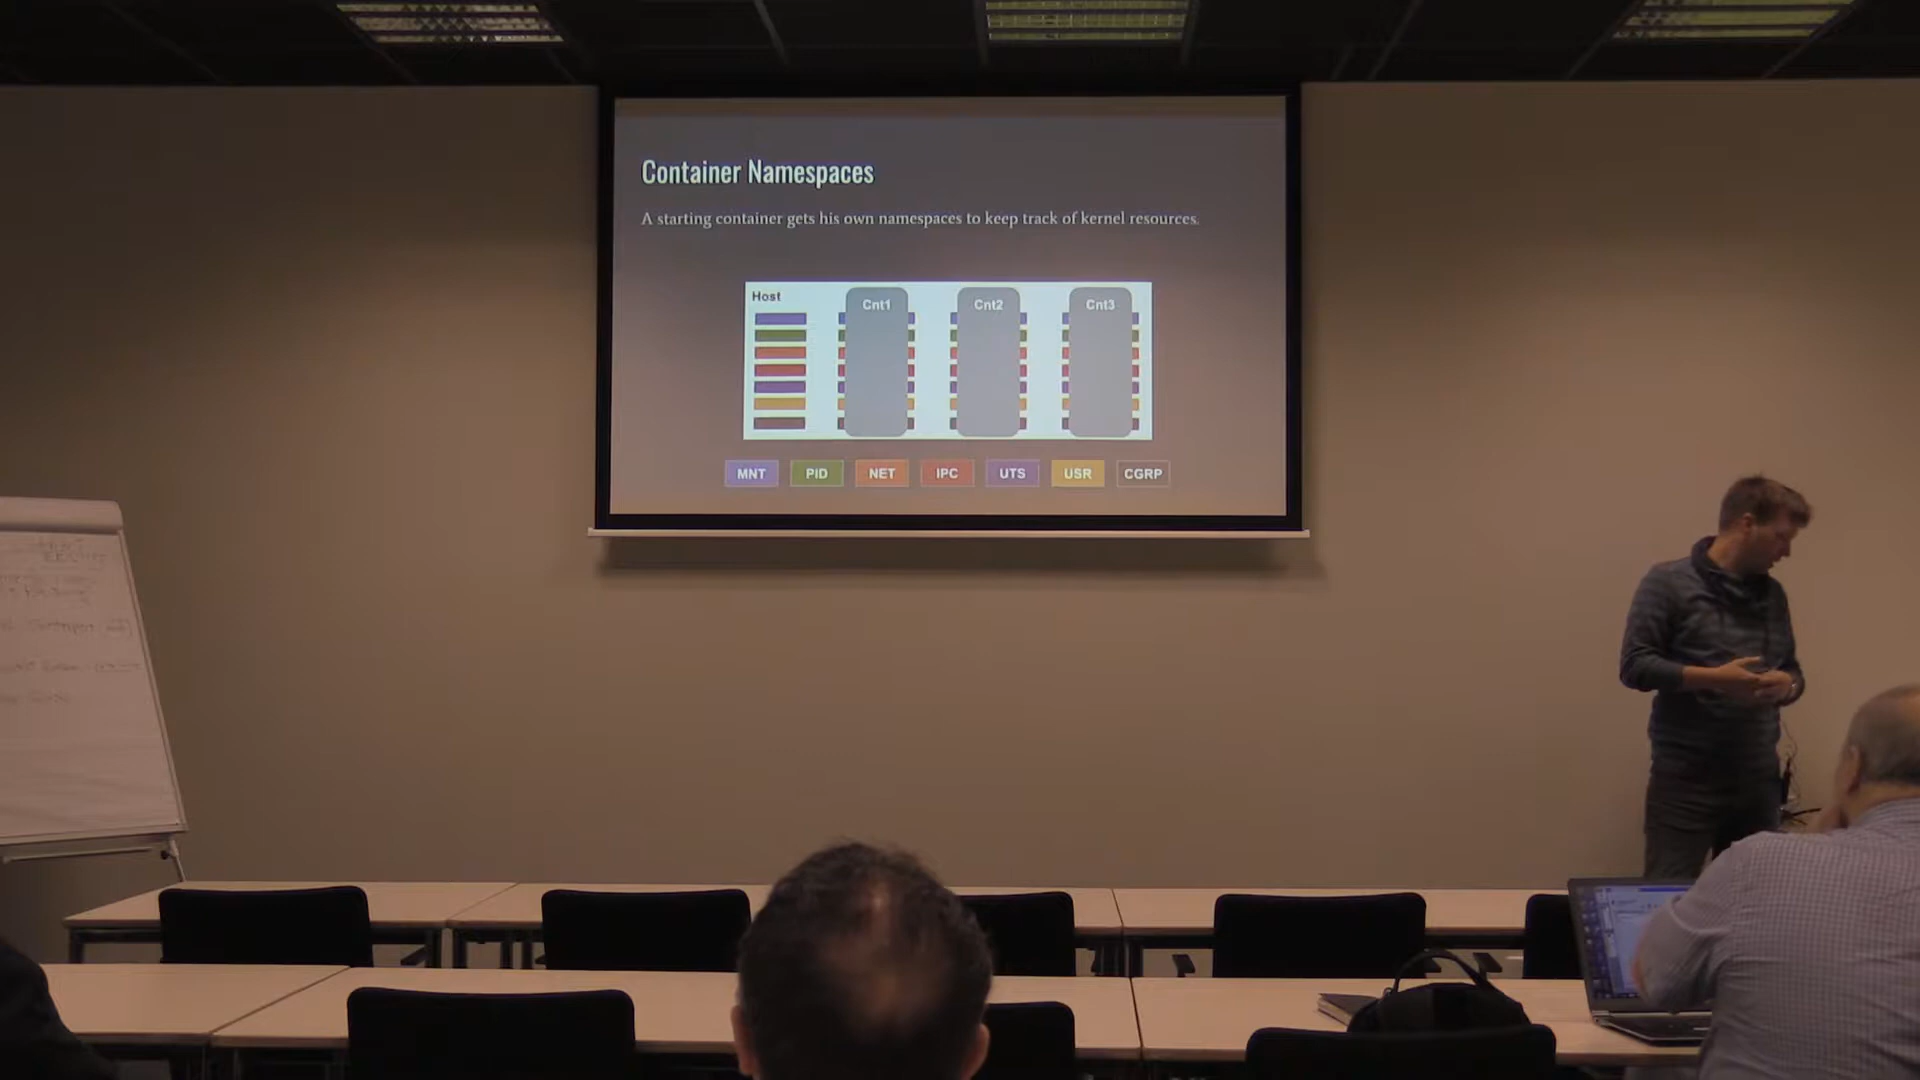 Container Namespaces
A starting container gets his own namespaces to keep track of kernel resources.
Host Cnt1 Cnt2 Cnt3
MNT PID NET IPC UTS USR CGRP